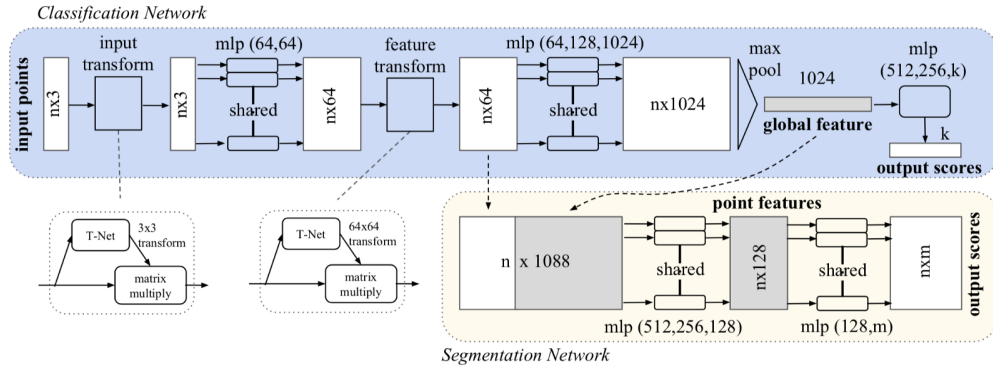 Classification Network
input points
nx3
input
transform
nx3
mlp (64,64)
shared
nx64
feature
transform
nx64
mlp (64,128,1024)
shared
nx1024
max
pool
1024
global feature
mlp
(512,256,k)
k
output scores
T-Net
3x3
transform
matrix
multiply
T-Net
64x64
transform
matrix
multiply
point features
n x 1088
shared
mlp (512,256,128)
nx128
shared
mlp (128,m)
nxm
output scores
Segmentation Network